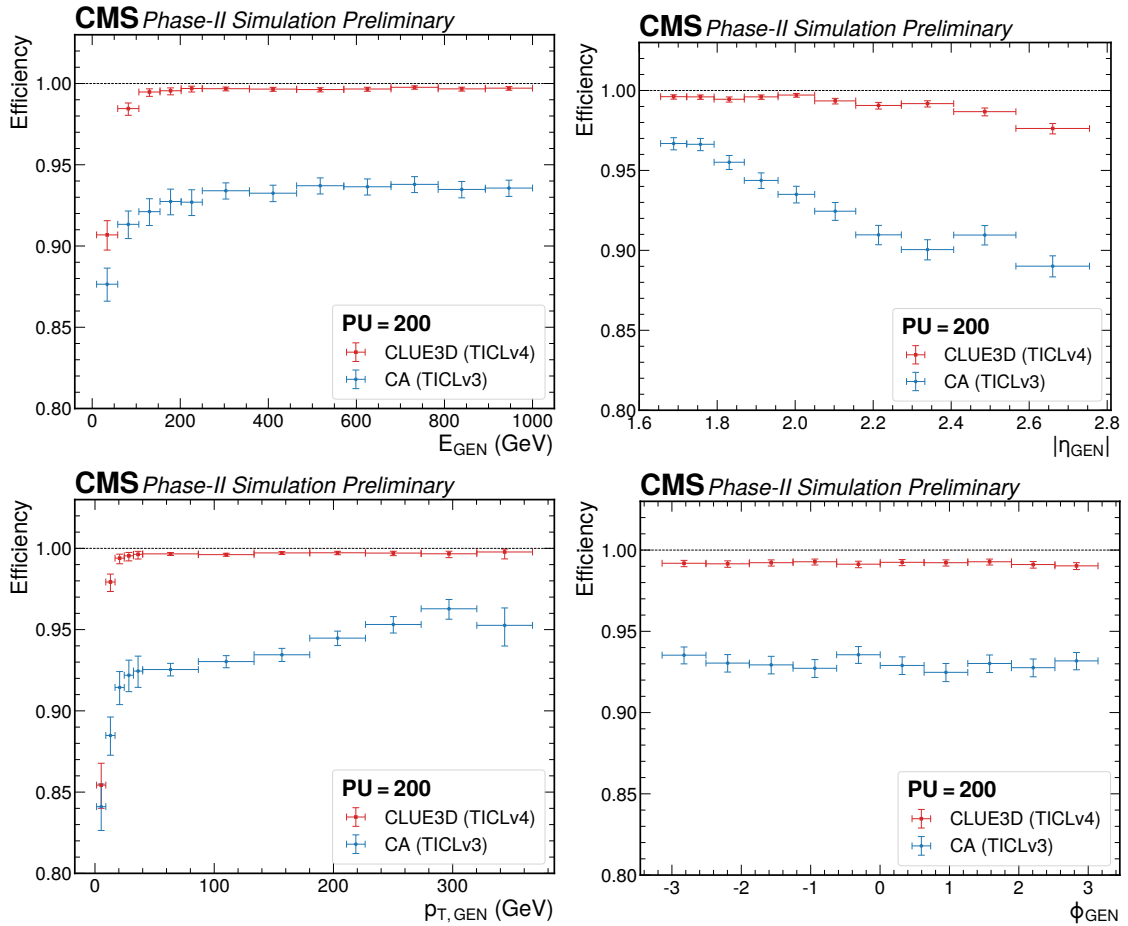 CMS Phase-II Simulation Preliminary
Efficiency
1.00
0.95
0.90
0.85
0.80
PU = 200
CLUE3D (TICLv4)
CA (TICLv3)
0 200 400 600 800 1000
E_GEN (GeV)
CMS Phase-II Simulation Preliminary
Efficiency
1.00
0.95
0.90
0.85
0.80
PU = 200
CLUE3D (TICLv4)
CA (TICLv3)
1.6 1.8 2.0 2.2 2.4 2.6 2.8
|η_GEN|
CMS Phase-II Simulation Preliminary
Efficiency
1.00
0.95
0.90
0.85
0.80
PU = 200
CLUE3D (TICLv4)
CA (TICLv3)
0 100 200 300
p_T, GEN (GeV)
CMS Phase-II Simulation Preliminary
Efficiency
1.00
0.95
0.90
0.85
0.80
PU = 200
CLUE3D (TICLv4)
CA (TICLv3)
-3 -2 -1 0 1 2 3
ϕ_GEN